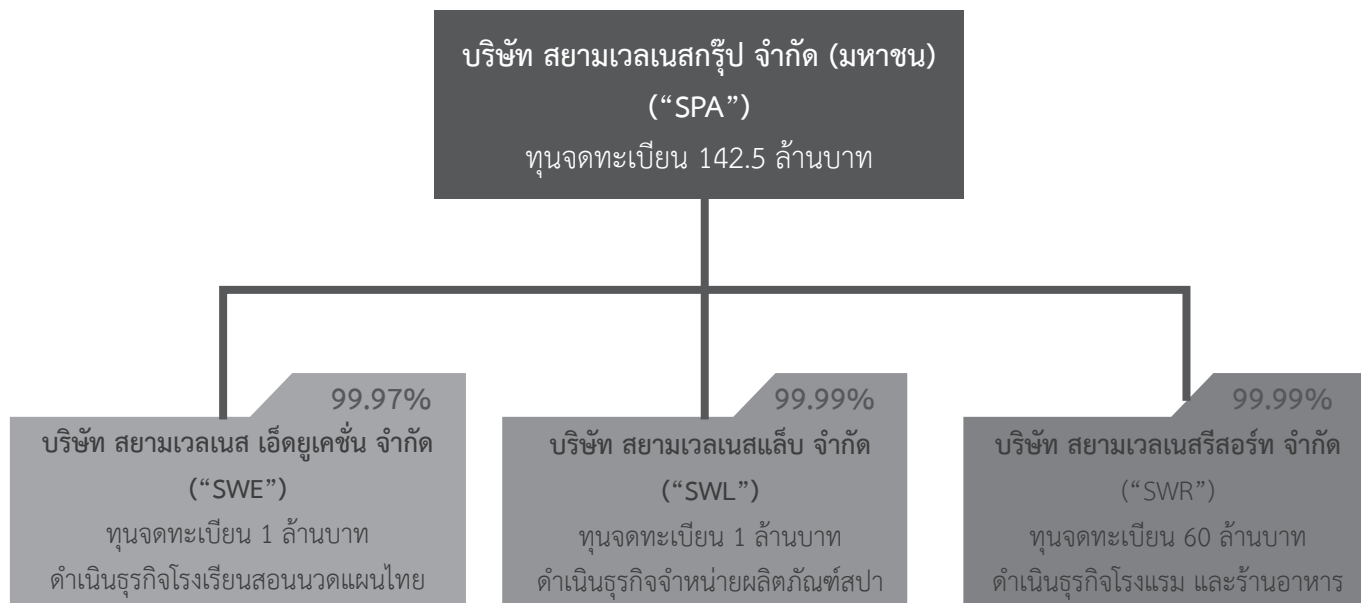 บริษัท สยามเวลเนสกรุ๊ป จำกัด (มหาชน)
(“SPA”)
ทุนจดทะเบียน 142.5 ล้านบาท
99.97%
บริษัท สยามเวลเนส เอ็ดยูเคชั่น จำกัด
(“SWE”)
ทุนจดทะเบียน 1 ล้านบาท
ดำเนินธุรกิจโรงเรียนสอนนวดแผนไทย
99.99%
บริษัท สยามเวลเนสแล็บ จำกัด
(“SWL”)
ทุนจดทะเบียน 1 ล้านบาท
ดำเนินธุรกิจจำหน่ายผลิตภัณฑ์สปา
99.99%
บริษัท สยามเวลเนสรีสอร์ท จำกัด
(“SWR”)
ทุนจดทะเบียน 60 ล้านบาท
ดำเนินธุรกิจโรงแรม และร้านอาหาร